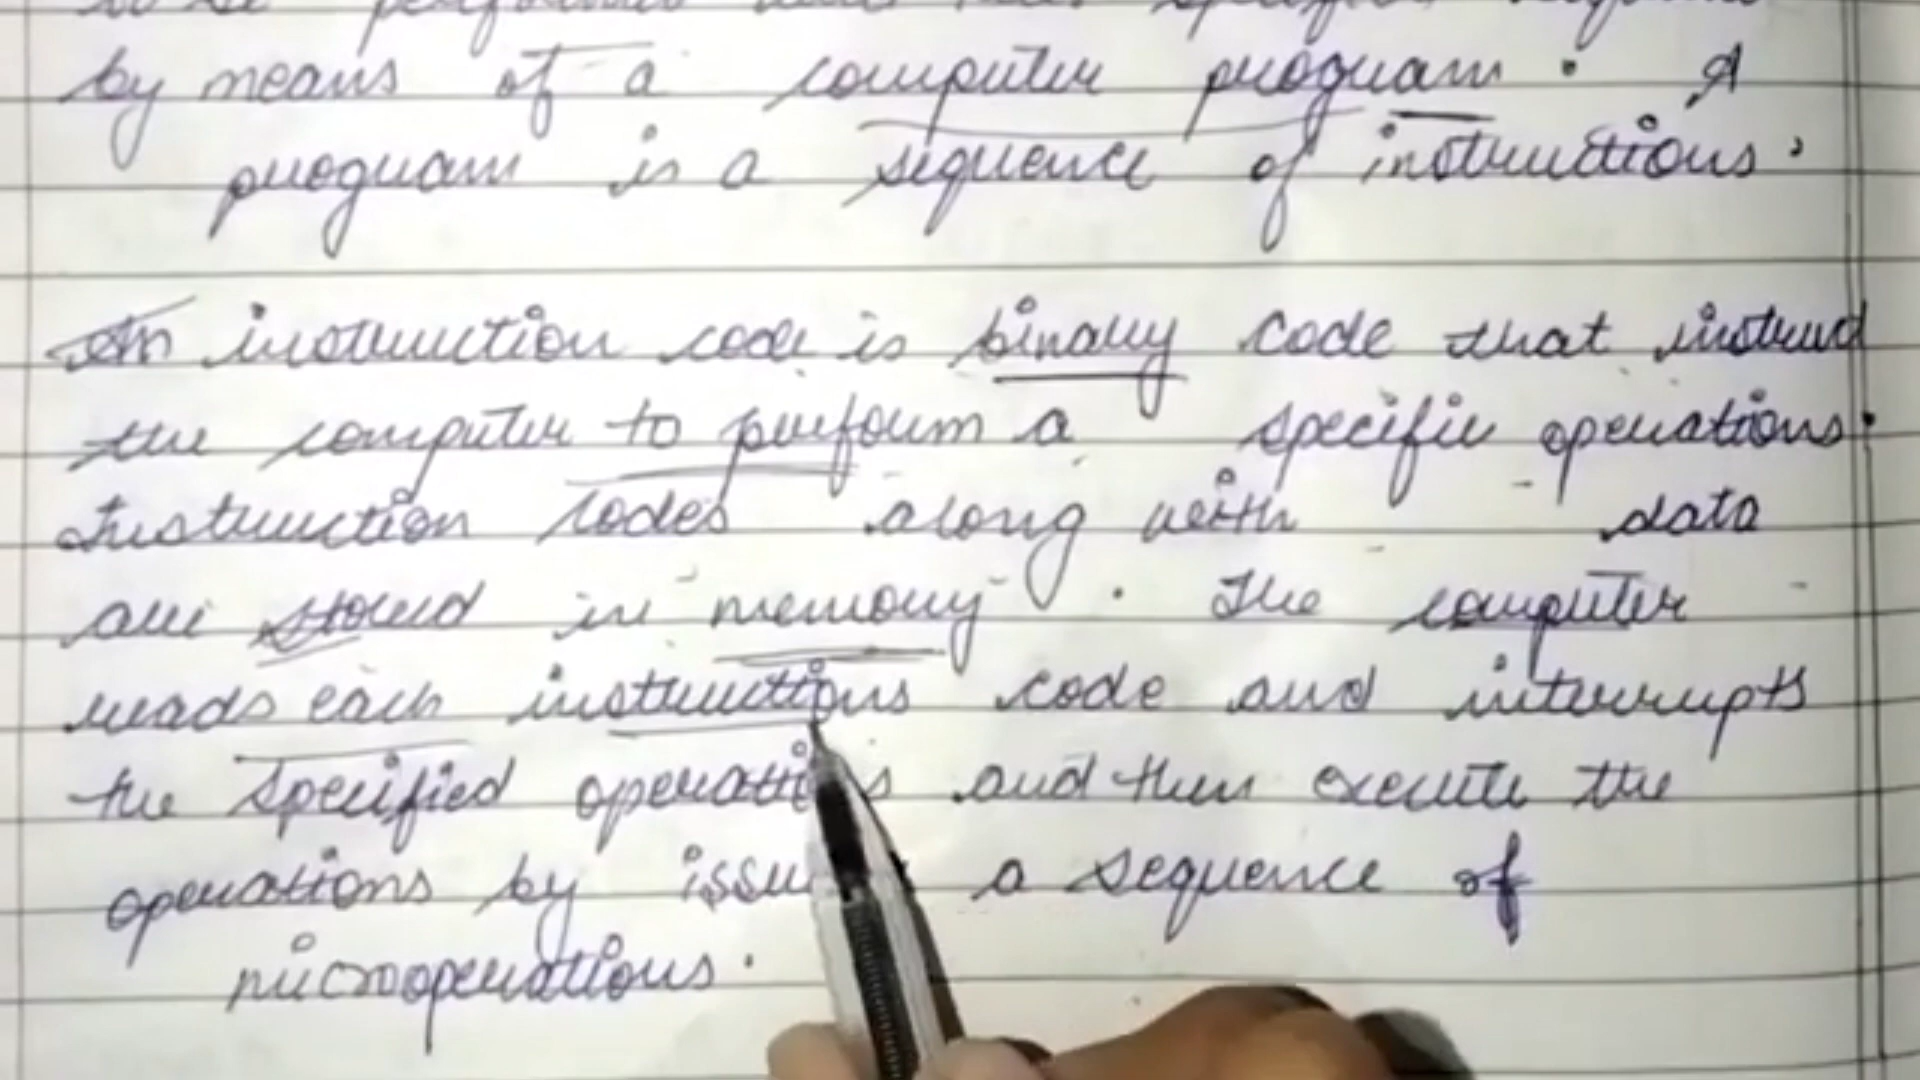 by means of a computer program. A
program is a sequence of instructions.
An instruction code is binary code that instruct
the computer to perform a specific operations.
Instruction codes along with data
are stored in memory. The computer
reads each instructions code and interrupts
the specified operations and then execute the
operations by a sequence of
microoperations.